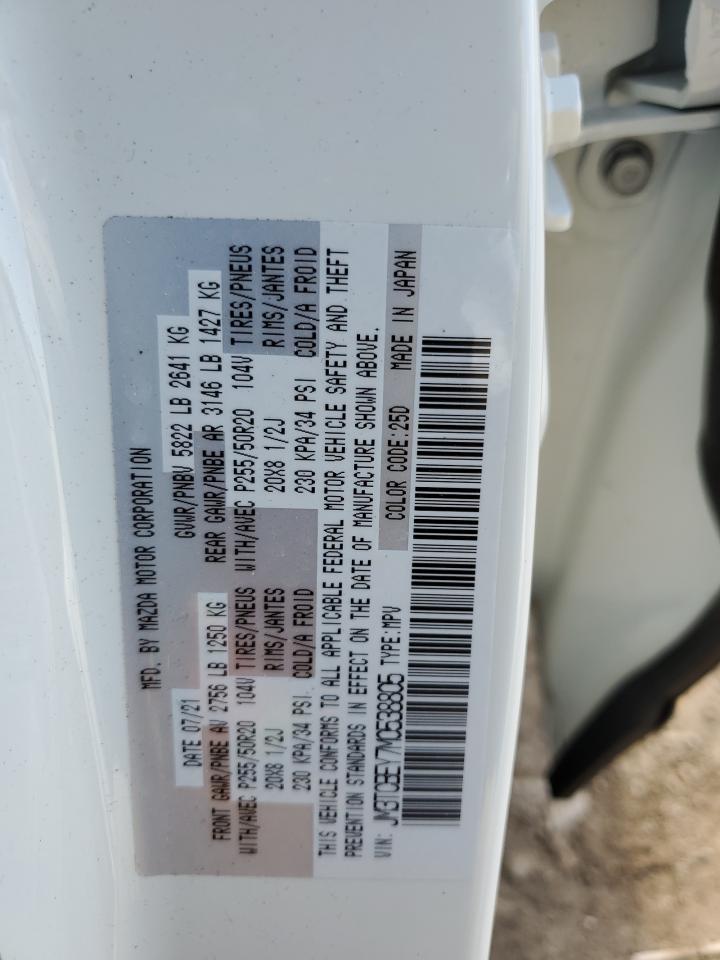 MFD. BY MAZDA MOTOR CORPORATION
DATE 07/21 GVWR/PNBV 5822 LB 2641 KG
FRONT GAWR/PNBE AV 2756 LB 1250 KG REAR GAWR/PNBE AR 3146 LB 1427 KG
WITH/AVEC P255/50R20 104V TIRES/PNEUS WITH/AVEC P255/50R20 104V TIRES/PNEUS
20X8 1/2J RIMS/JANTES 20X8 1/2J RIMS/JANTES
230 KPA/34 PSI COLD/A FROID 230 KPA/34 PSI COLD/A FROID
THIS VEHICLE CONFORMS TO ALL APPLICABLE FEDERAL MOTOR VEHICLE SAFETY AND THEFT
PREVENTION STANDARDS IN EFFECT ON THE DATE OF MANUFACTURE SHOWN ABOVE.
VIN: JM3TCBEY7M0538805 TYPE:MPV COLOR CODE:25D MADE IN JAPAN